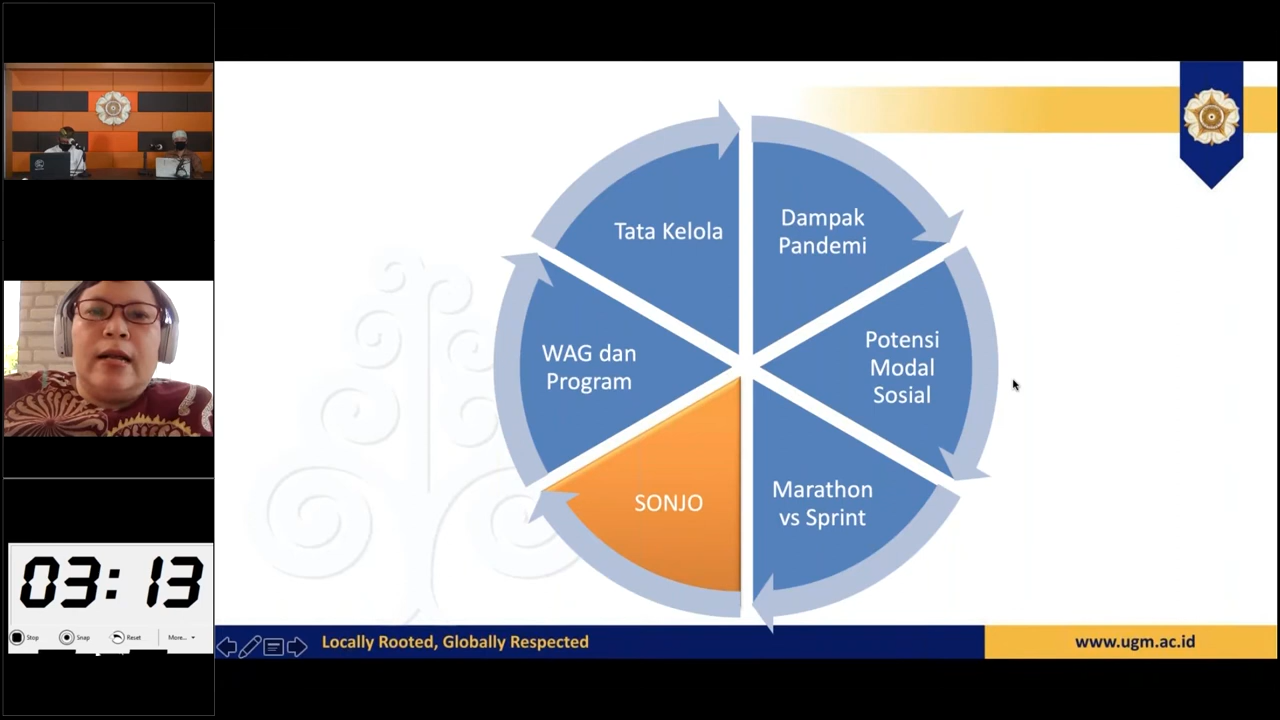 Tata Kelola
Dampak
Pandemi
Potensi
Modal
Sosial
WAG dan
Program
SONJO
Marathon
vs Sprint
03:13
Stop
Snap
Reset
More...
Locally Rooted, Globally Respected
www.ugm.ac.id